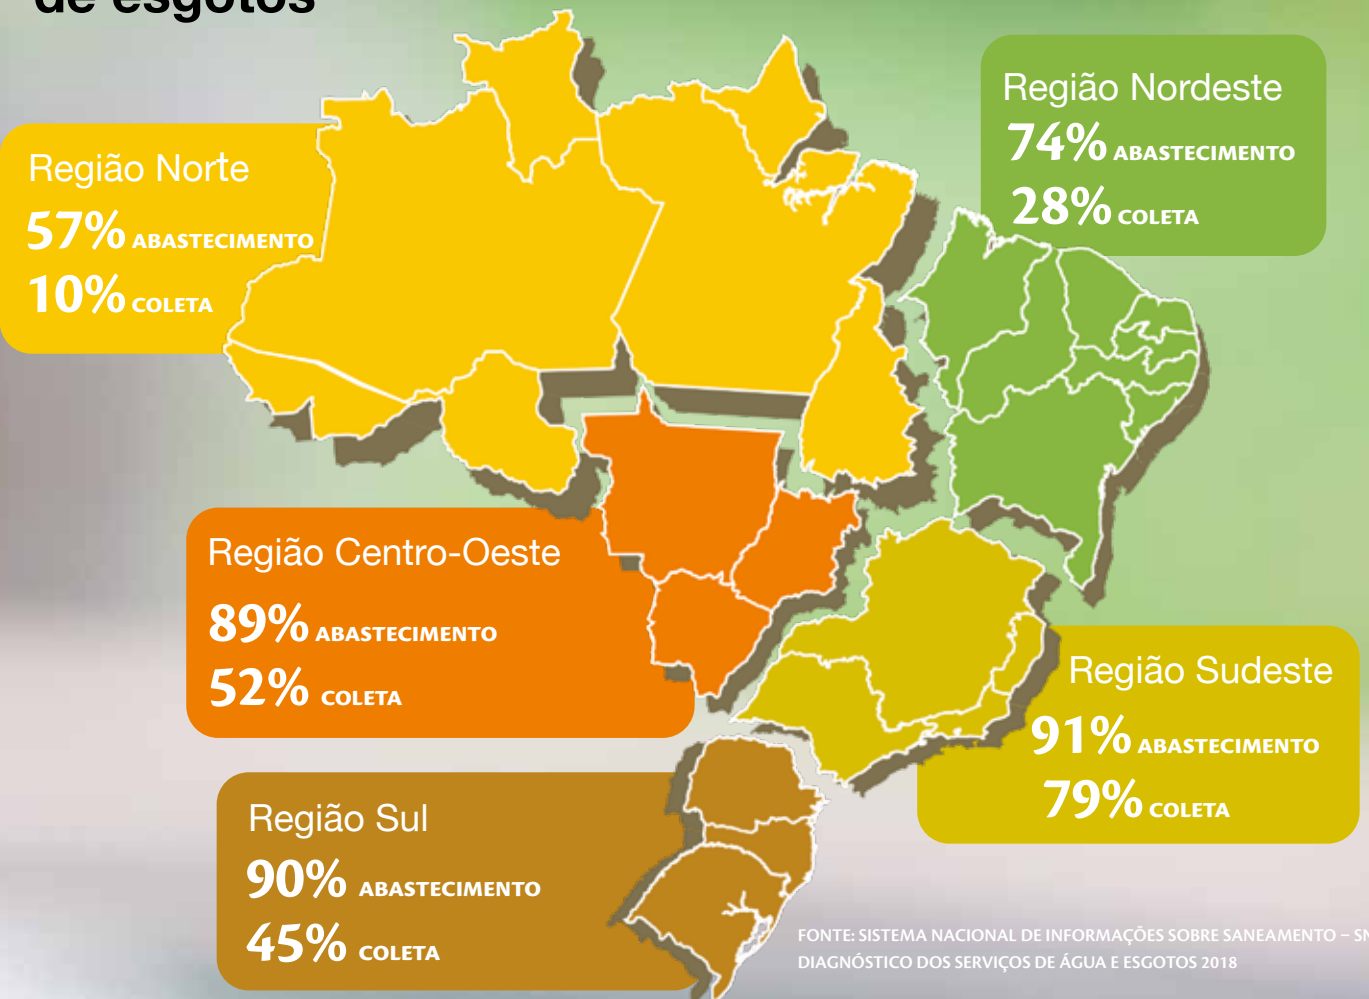 de esgotos
Região Norte
57% ABASTECIMENTO
10% COLETA
Região Nordeste
74% ABASTECIMENTO
28% COLETA
Região Centro-Oeste
89% ABASTECIMENTO
52% COLETA
Região Sudeste
91% ABASTECIMENTO
79% COLETA
Região Sul
90% ABASTECIMENTO
45% COLETA
FONTE: SISTEMA NACIONAL DE INFORMAÇÕES SOBRE SANEAMENTO –
DIAGNÓSTICO DOS SERVIÇOS DE ÁGUA E ESGOTOS 2018